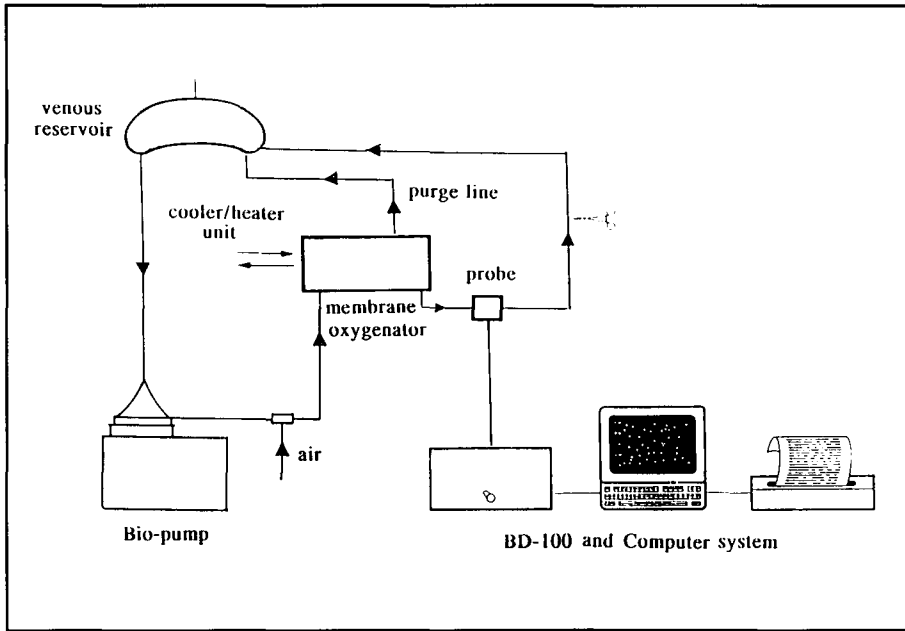 venous
reservoir
purge line
cooler/heater
unit
probe
membrane
oxygenator
air
Bio-pump
BD-100 and Computer system